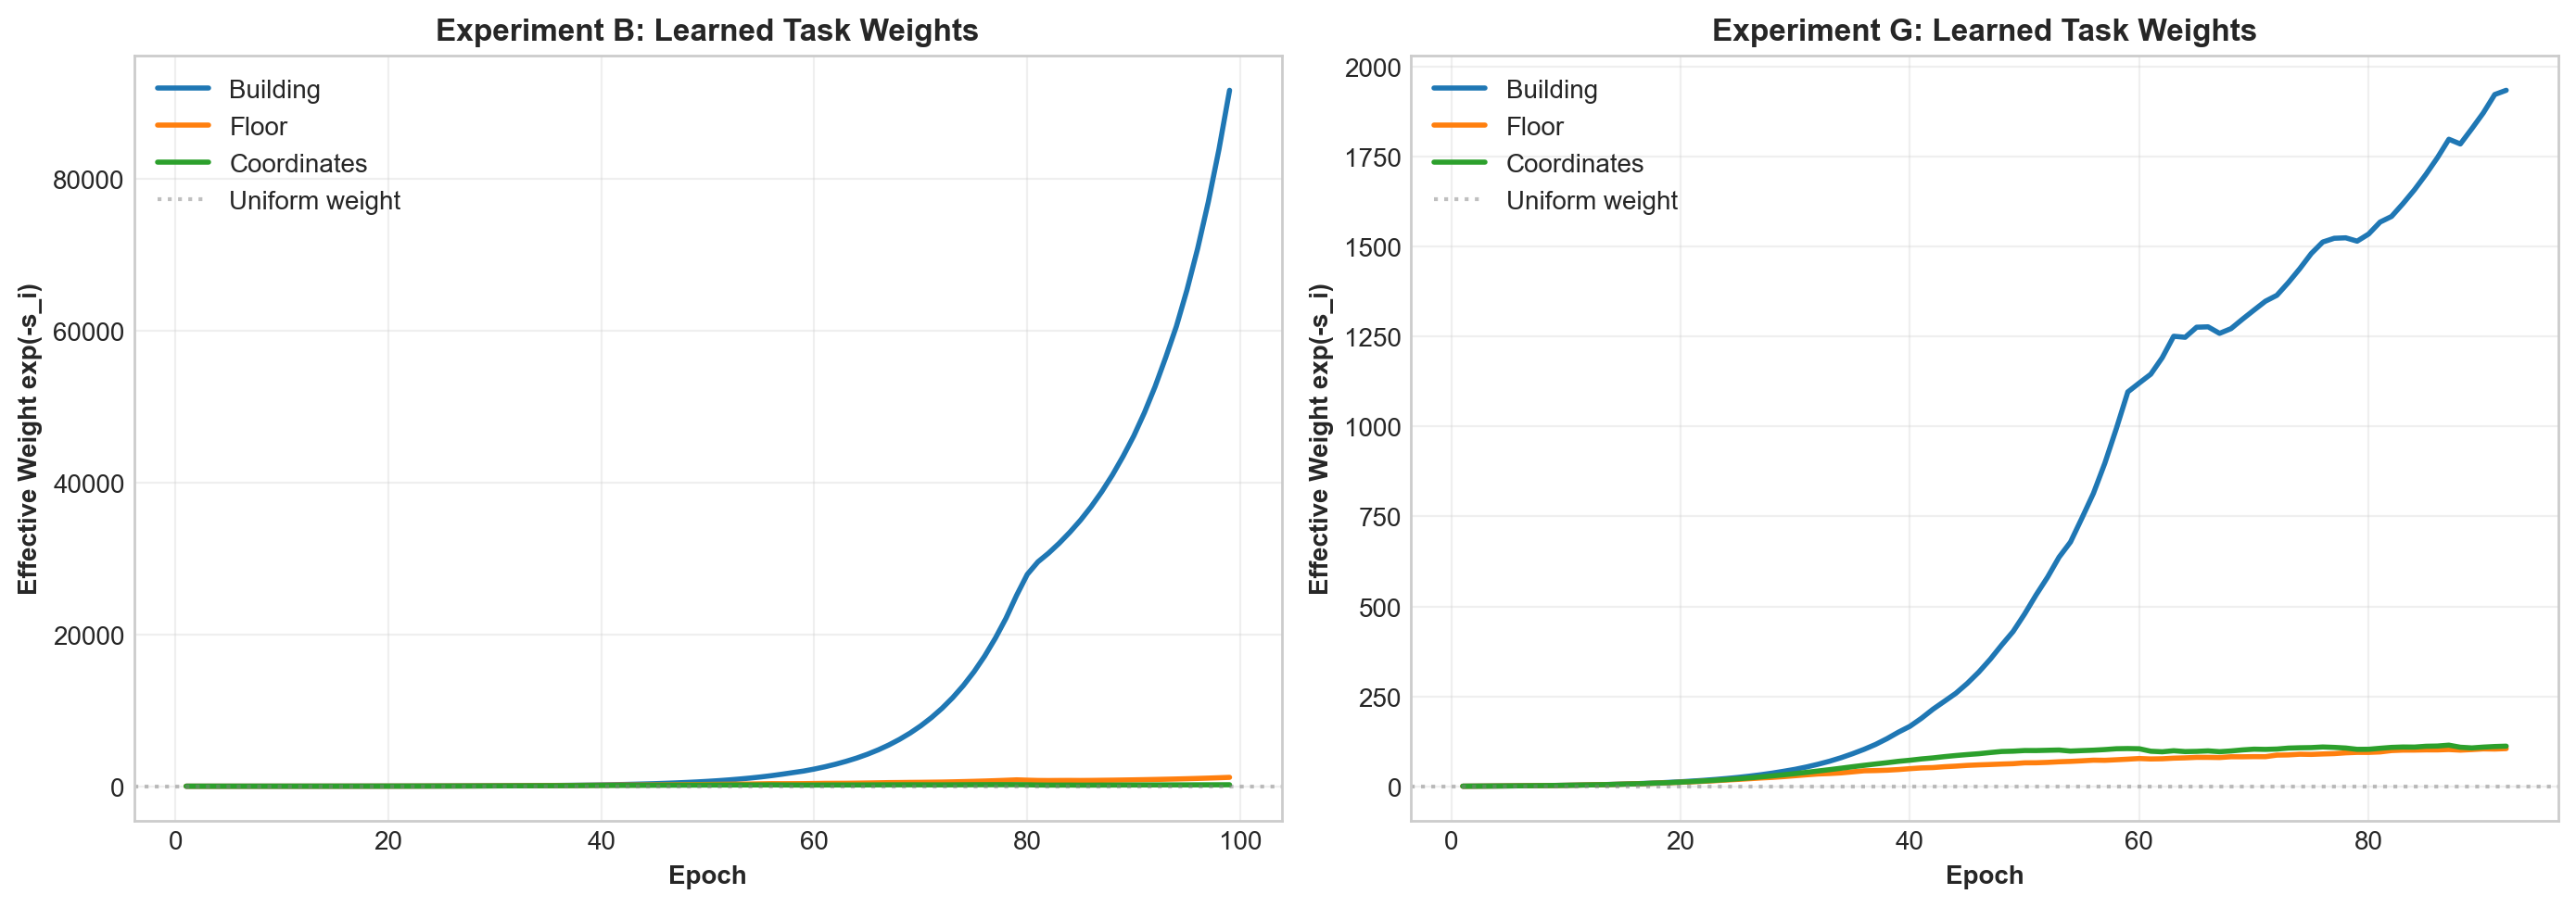 Experiment B: Learned Task Weights
Effective Weight exp(-s_i)
80000
60000
40000
20000
0
Building
Floor
Coordinates
Uniform weight
0 20 40 60 80 100
Epoch
Experiment G: Learned Task Weights
Effective Weight exp(-s_i)
2000
1750
1500
1250
1000
750
500
250
0
Building
Floor
Coordinates
Uniform weight
0 20 40 60 80
Epoch